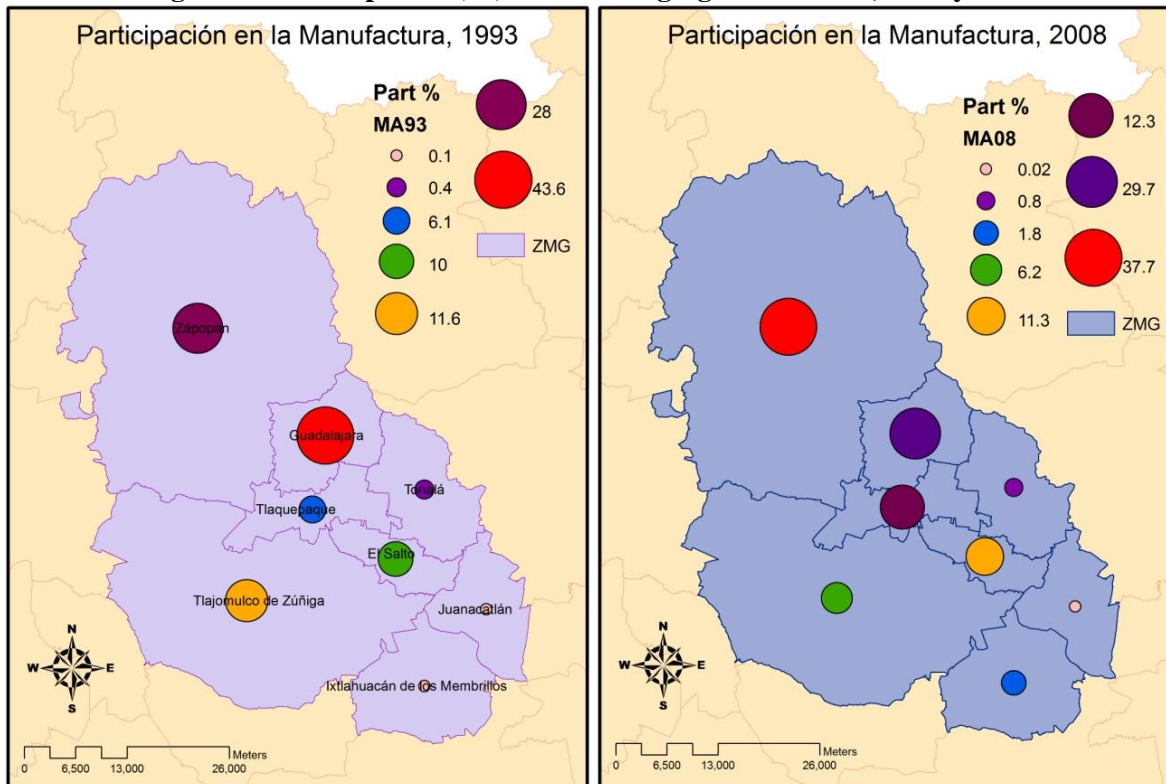 Participación en la Manufactura, 1993
Part %
MA93
0.1
0.4
6.1
10
11.6
28
43.6
ZMG
Zapopan
Guadalajara
Tonalá
Tlaquepaque
El Salto
Tlajomulco de Zúñiga
Juanacatlán
Ixtlahuacán de los Membrillos
N
W E
S
Meters
0 6,500 13,000 26,000
Participación en la Manufactura, 2008
Part %
MA08
0.02
0.8
1.8
6.2
11.3
12.3
29.7
37.7
ZMG
N
W E
S
Meters
0 6,500 13,000 26,000